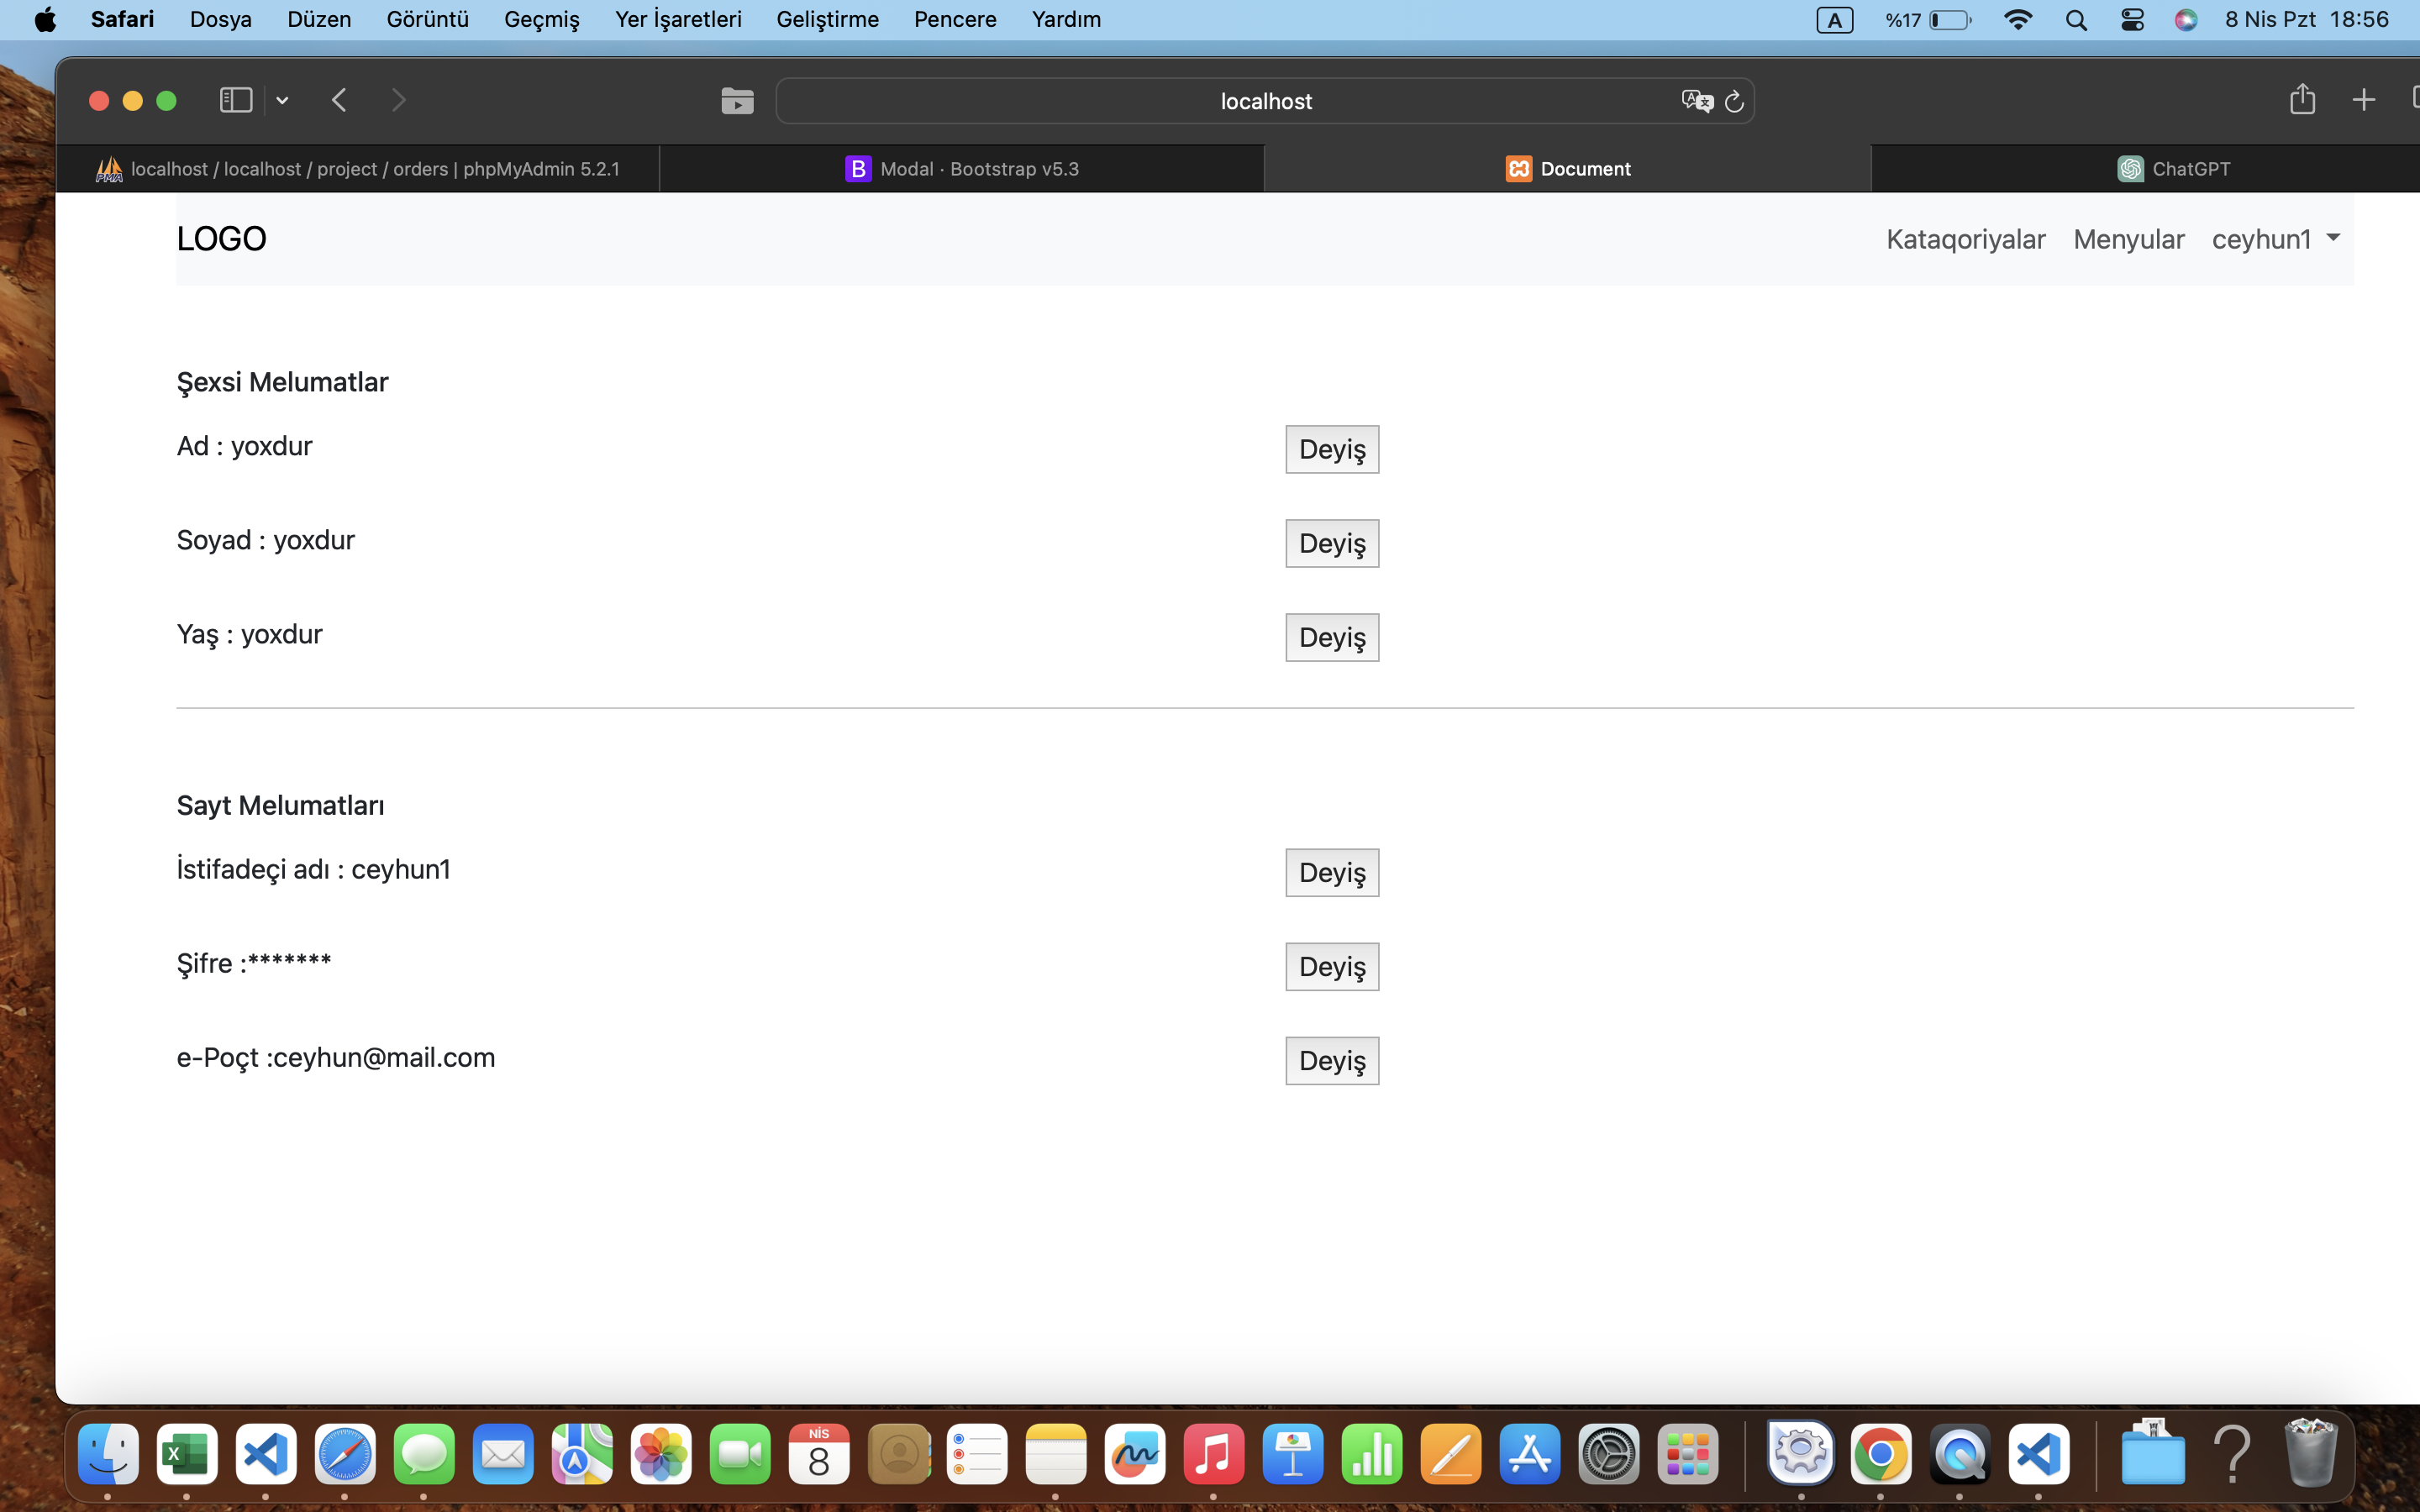 Safari Dosya Düzen Görüntü Geçmiş Yer İşaretleri Geliştirme Pencere Yardım A %17 8 Nis Pzt 18:56
localhost
localhost / localhost / project / orders | phpMyAdmin 5.2.1 B Modal · Bootstrap v5.3 Document ChatGPT
LOGO Kataqoriyalar Menyular ceyhun1
Şexsi Melumatlar
Ad : yoxdur Deyiş
Soyad : yoxdur Deyiş
Yaş : yoxdur Deyiş
Sayt Melumatları
İstifadeçi adı : ceyhun1 Deyiş
Şifre :******* Deyiş
e-Poçt :ceyhun@mail.com Deyiş
NİS
8